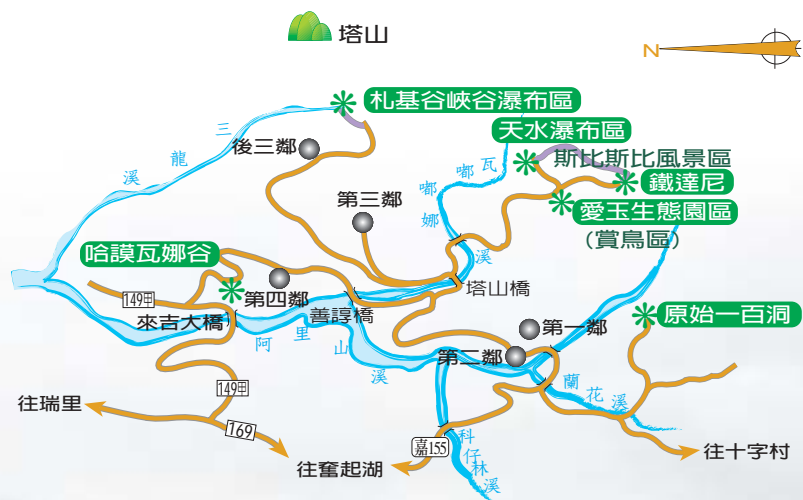 塔山
N
札基谷峽谷瀑布區
三龍溪
後三鄰
天水瀑布區
斯比斯比風景區
瓦嘟嘟娜溪
鐵達尼
第三鄰
愛玉生態園區
(賞鳥區)
哈謨瓦娜谷
第四鄰
塔山橋
149甲
來吉大橋
善諄橋
阿里山溪
第一鄰
原始一百洞
第二鄰
蘭花溪
149甲
往瑞里
169
往奮起湖
嘉155
科仔林溪
往十字村